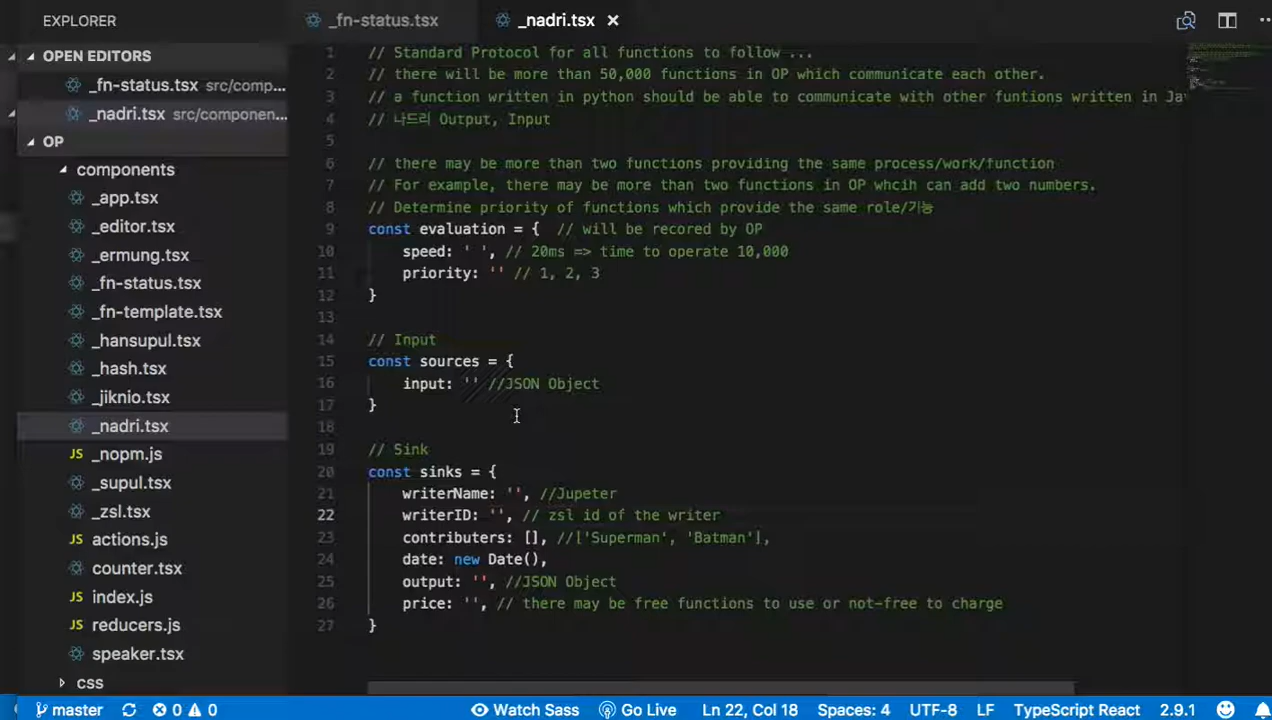 EXPLORER
OPEN EDITORS
_fn-status.tsx src/comp...
_nadri.tsx src/componen...
OP
components
_app.tsx
_editor.tsx
_ermung.tsx
_fn-status.tsx
_fn-template.tsx
_hansupul.tsx
_hash.tsx
_jiknio.tsx
_nadri.tsx
JS _nopm.js
_supul.tsx
_zsl.tsx
JS actions.js
JS counter.tsx
JS index.js
JS reducers.js
speaker.tsx
css
_fn-status.tsx
_nadri.tsx
1 // Standard Protocol for all functions to follow ...
2 // there will be more than 50,000 functions in OP which communicate each other.
3 // a function written in python should be able to communicate with other funtions written in Jav
4 // 나드리 Output, Input
5
6 // there may be more than two functions providing the same process/work/function
7 // For example, there may be more than two functions in OP whcih can add two numbers.
8 // Determine priority of functions which provide the same role/기능
9 const evaluation = { // will be recored by OP
10 speed: ' ', // 20ms => time to operate 10,000
11 priority: '' // 1, 2, 3
12 }
13
14 // Input
15 const sources = {
16 input: '' //JSON Object
17 }
18
19 // Sink
20 const sinks = {
21 writerName: '', //Jupeter
22 writerID: '', // zsl id of the writer
23 contributers: [], //['Superman', 'Batman'],
24 date: new Date(),
25 output: '', //JSON Object
26 price: '', // there may be free functions to use or not-free to charge
27 }
master 0 0 Watch Sass Go Live Ln 22, Col 18 Spaces: 4 UTF-8 LF TypeScript React 2.9.1